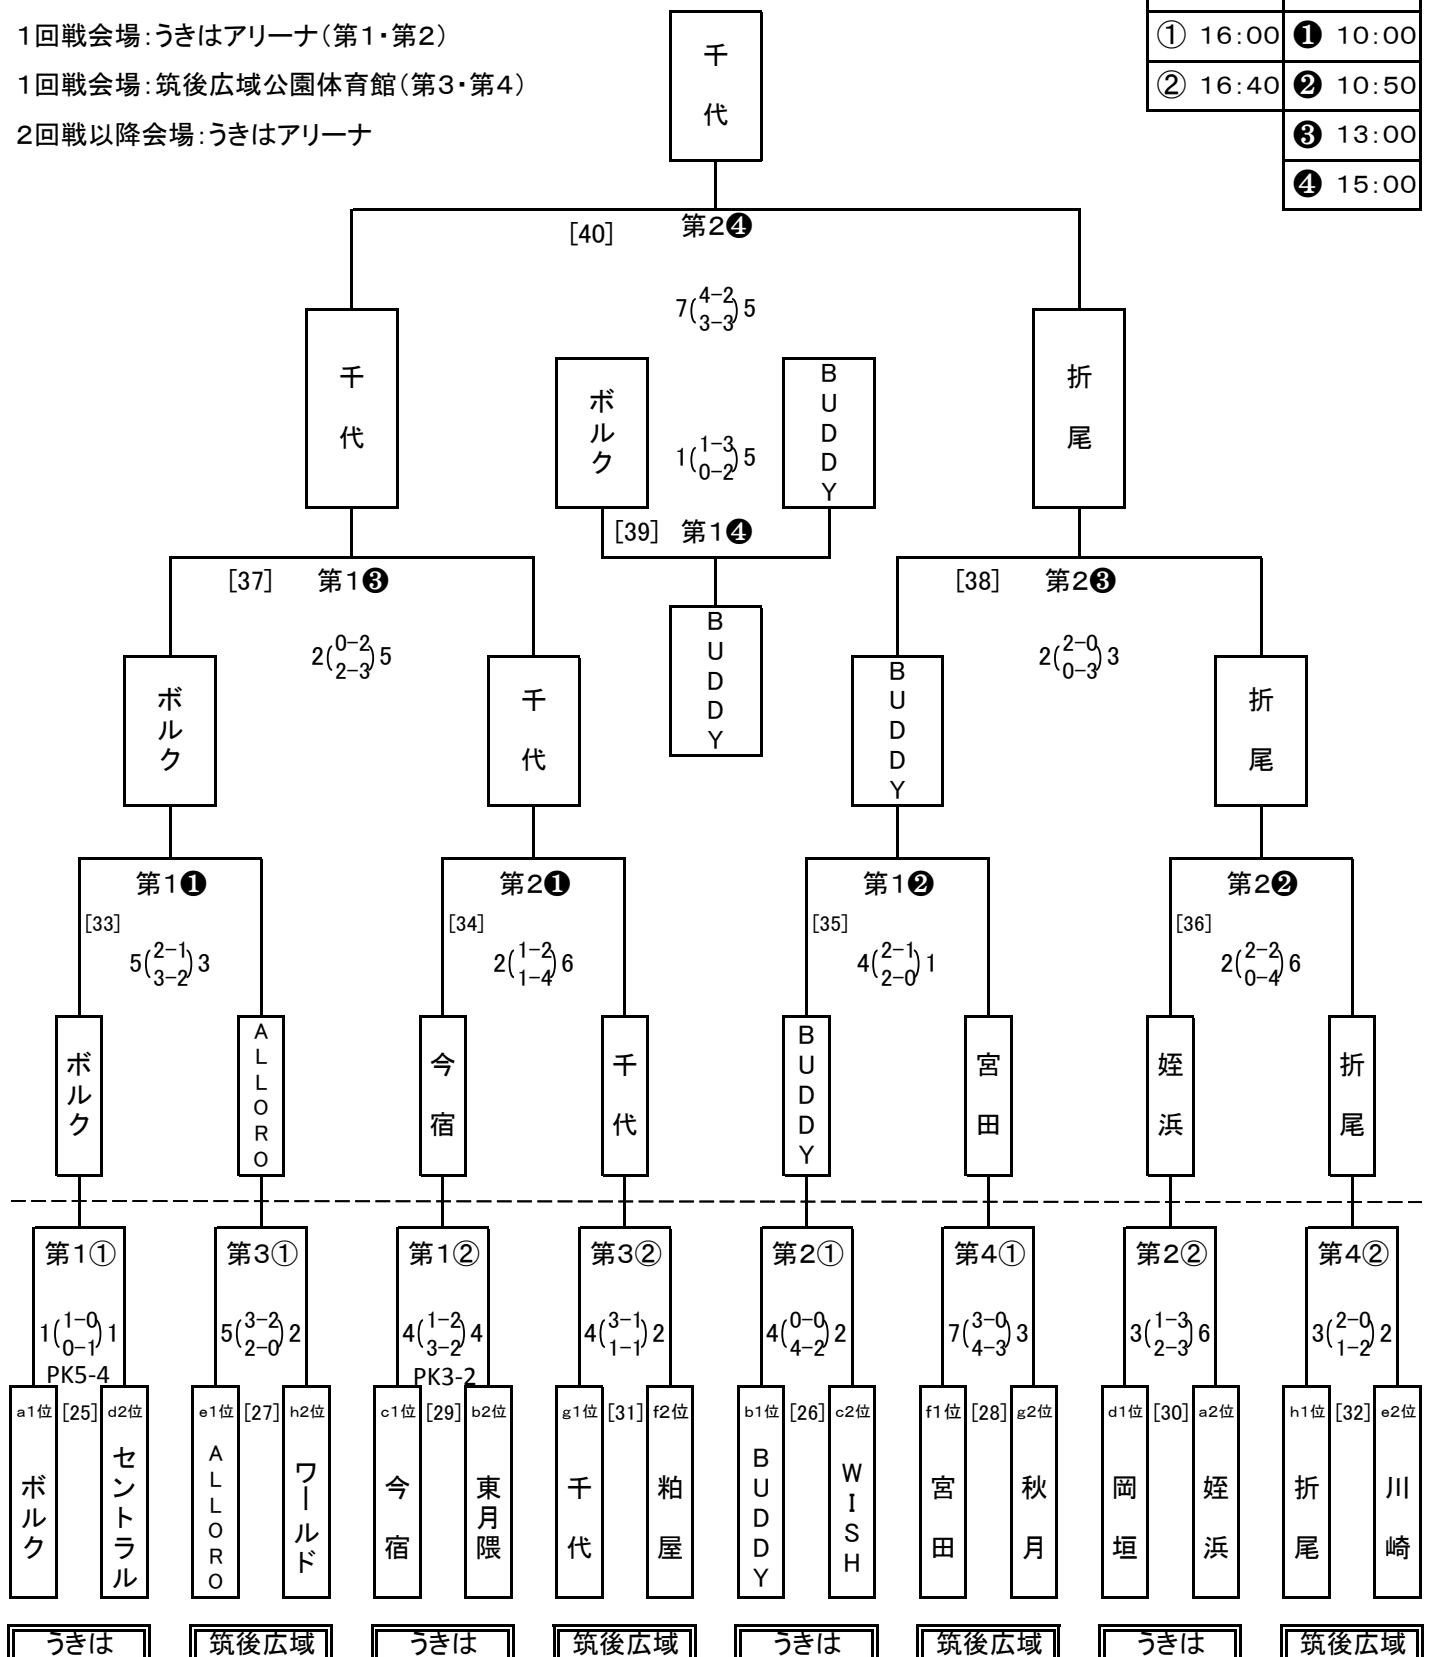 1回戦会場：うきはアリーナ（第1・第2）
① 16：00 ❶ 10：00
1回戦会場：筑後広域公園体育館（第3・第4）
② 16：40 ❷ 10：50
2回戦以降会場：うきはアリーナ
❸ 13：00
❹ 15：00
千代
[40] 第2❹
7(4-2 3-3)5
千代
折尾
ボルク
BUDDY
1(1-3 0-2)5
[39] 第1❹
BUDDY
[37] 第1❸
2(0-2 2-3)5
[38] 第2❸
2(2-0 0-3)3
ボルク
千代
BUDDY
折尾
第1❶
[33]
5(2-1 3-2)3
第2❶
[34]
2(1-2 1-4)6
第1❷
[35]
4(2-1 2-0)1
第2❷
[36]
2(2-2 0-4)6
ボルク
ALLORO
今宿
千代
BUDDY
宮田
姪浜
折尾
第1①
1(1-0 0-1)1
PK5-4
第3①
5(3-2 2-0)2
第1②
4(1-2 3-2)4
PK3-2
第3②
4(3-1 1-1)2
第2①
4(0-0 4-2)2
第4①
7(3-0 4-3)3
第2②
3(1-3 2-3)6
第4②
3(2-0 1-2)2
a1位 [25] d2位
ボルク
セントラル
e1位 [27] h2位
ALLORO
ワールド
c1位 [29] b2位
今宿
東月隈
g1位 [31] f2位
千代
粕屋
b1位 [26] c2位
BUDDY
WISH
f1位 [28] g2位
宮田
秋月
d1位 [30] a2位
岡垣
姪浜
h1位 [32] e2位
折尾
川崎
うきは
筑後広域
うきは
筑後広域
うきは
筑後広域
うきは
筑後広域